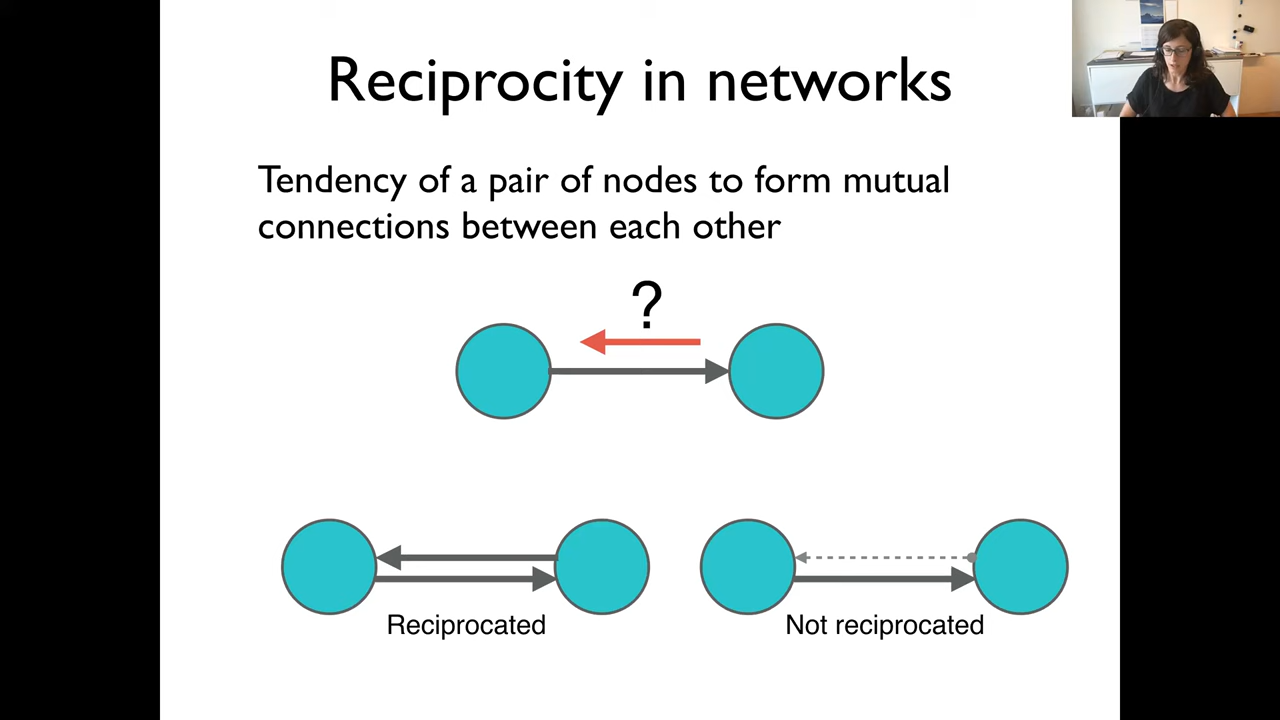 Reciprocity in networks
Tendency of a pair of nodes to form mutual
connections between each other
?
Reciprocated
Not reciprocated